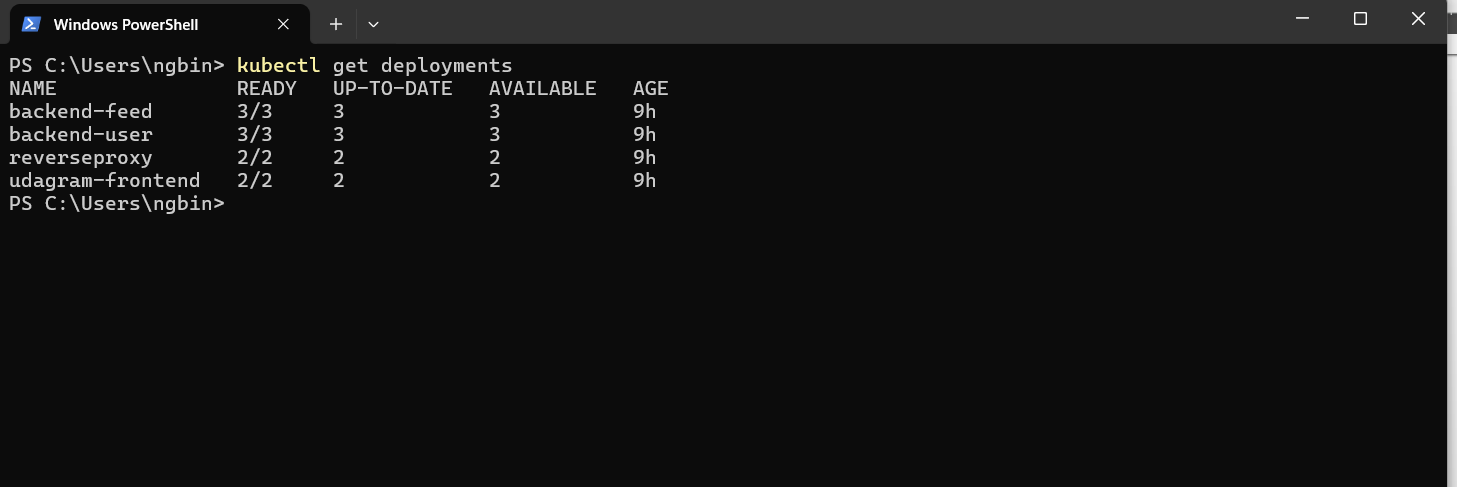 Windows PowerShell
PS C:\Users\ngbin> kubectl get deployments
NAME               READY   UP-TO-DATE   AVAILABLE   AGE
backend-feed       3/3     3            3           9h
backend-user       3/3     3            3           9h
reverseproxy       2/2     2            2           9h
udagram-frontend   2/2     2            2           9h
PS C:\Users\ngbin>